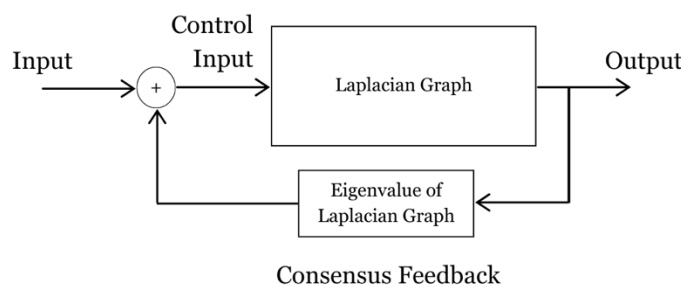 Control
Input
Input
Output
+
Laplacian Graph
Eigenvalue of
Laplacian Graph
Consensus Feedback